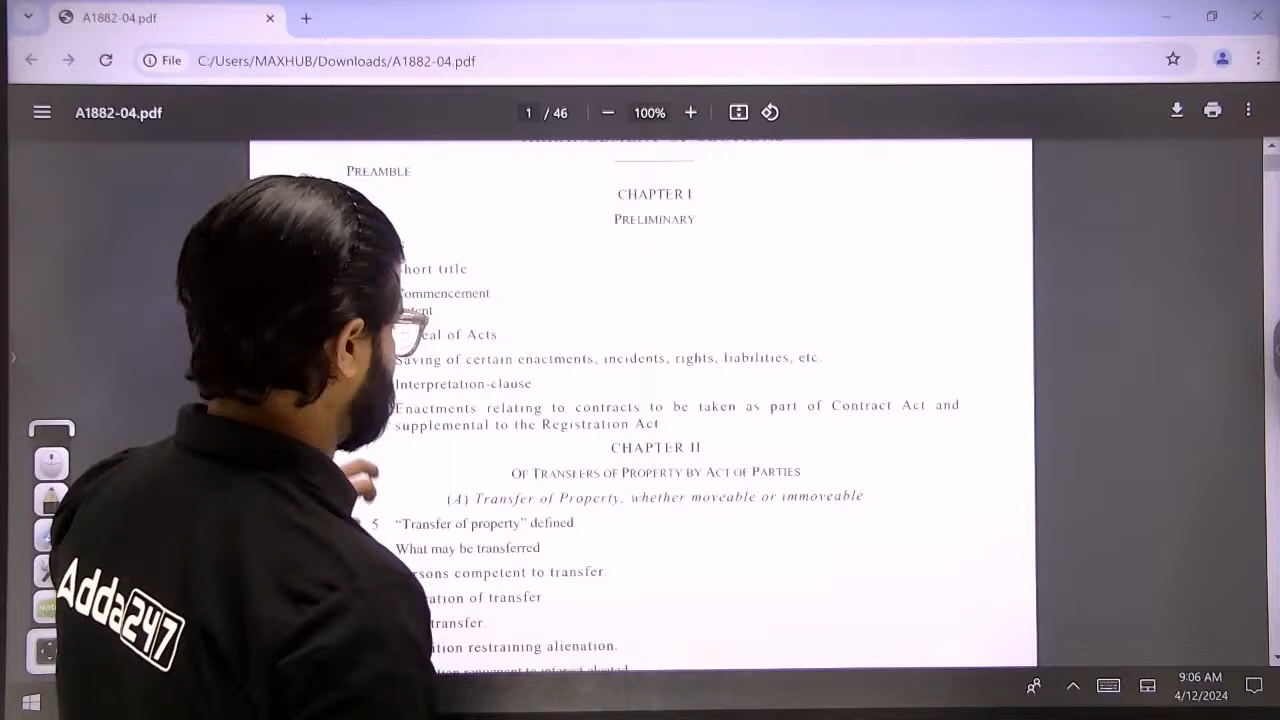 A1882-04.pdf
File C:/Users/MAXHUB/Downloads/A1882-04.pdf
A1882-04.pdf
1 / 46
100%
PREAMBLE
CHAPTER I
PRELIMINARY
hort title
ommencement
eal of Acts
Saving of certain enactments, incidents, rights, liabilities, etc.
Interpretation-clause
Enactments relating to contracts to be taken as part of Contract Act and
supplemental to the Registration Act
CHAPTER II
OF TRANSFERS OF PROPERTY BY ACT OF PARTIES
(A) Transfer of Property, whether moveable or immoveable
5 "Transfer of property" defined
What may be transferred
rsons competent to transfer.
ration of transfer
transfer.
ition restraining alienation.
Adda247
9:06 AM
4/12/2024